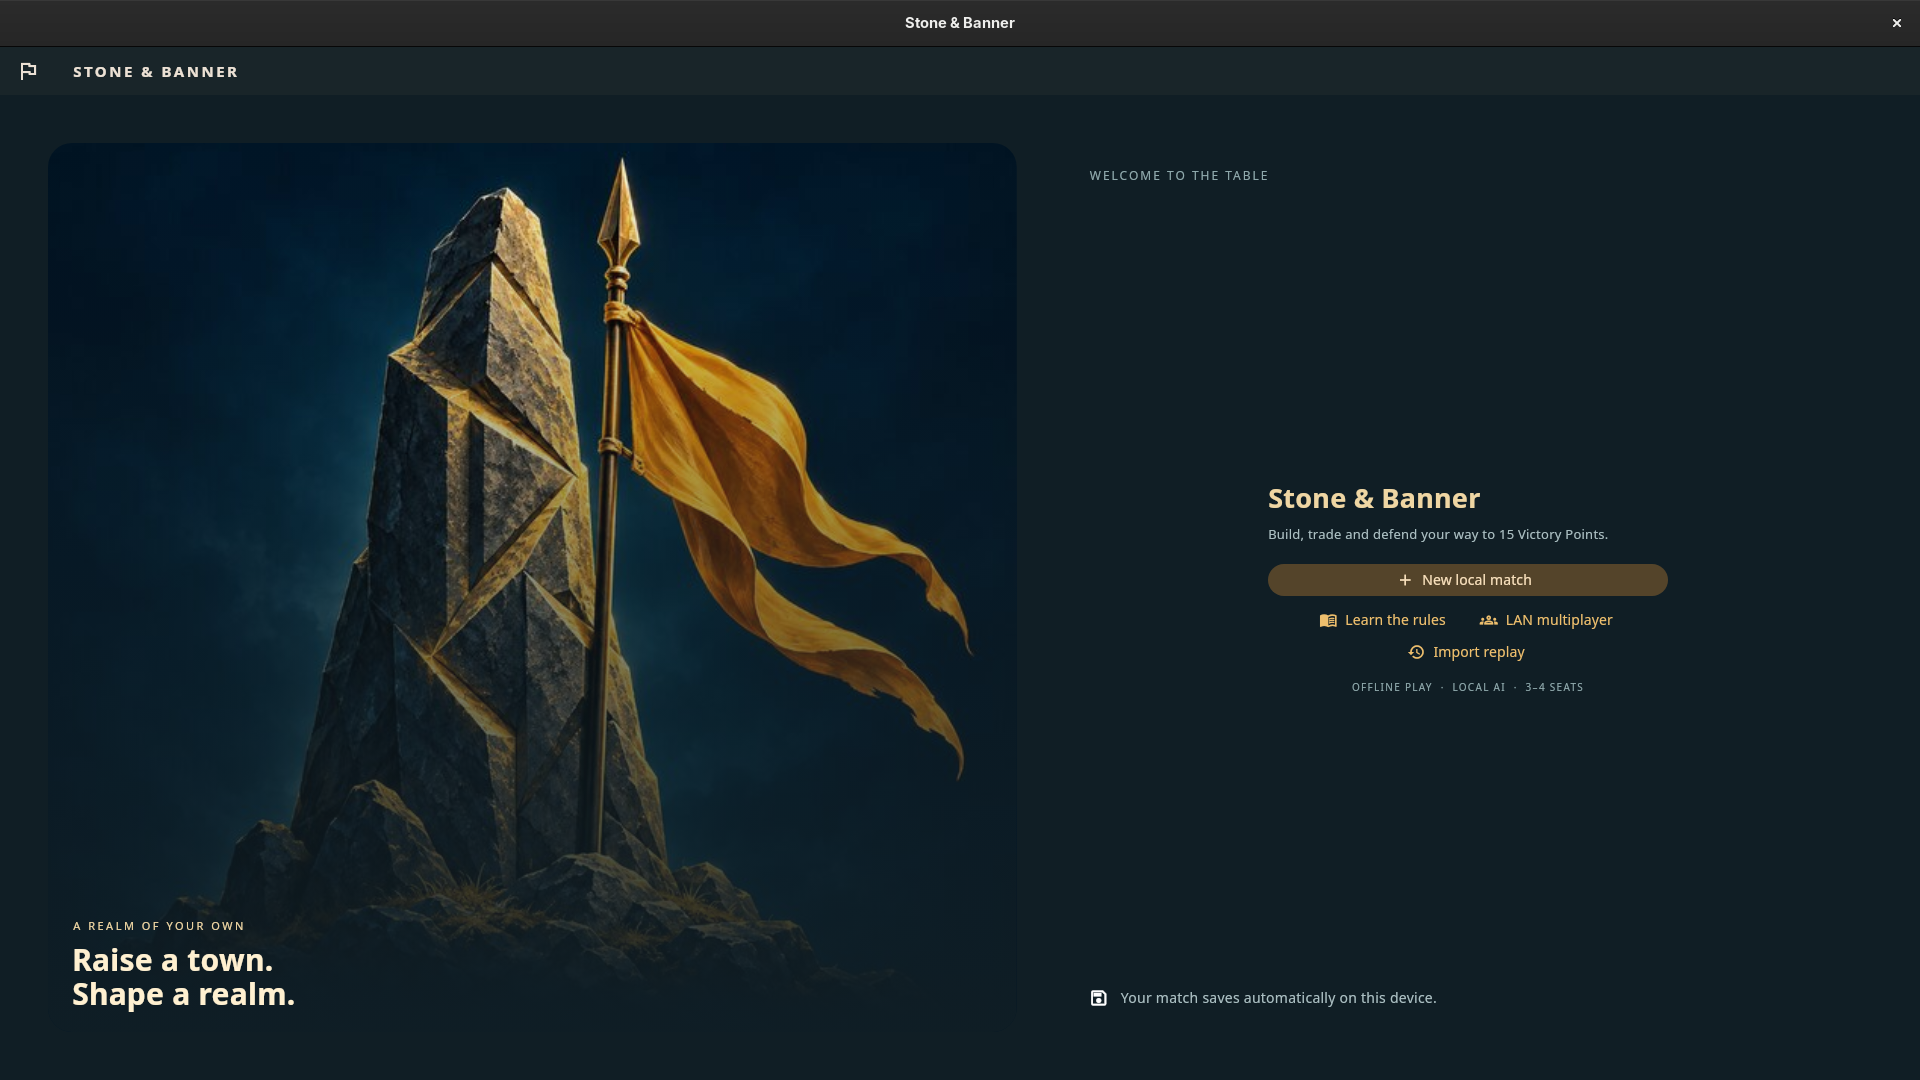 Stone & Banner
STONE & BANNER
A REALM OF YOUR OWN
Raise a town.
Shape a realm.
WELCOME TO THE TABLE
Stone & Banner
Build, trade and defend your way to 15 Victory Points.
New local match
Learn the rules
LAN multiplayer
Import replay
OFFLINE PLAY · LOCAL AI · 3–4 SEATS
Your match saves automatically on this device.